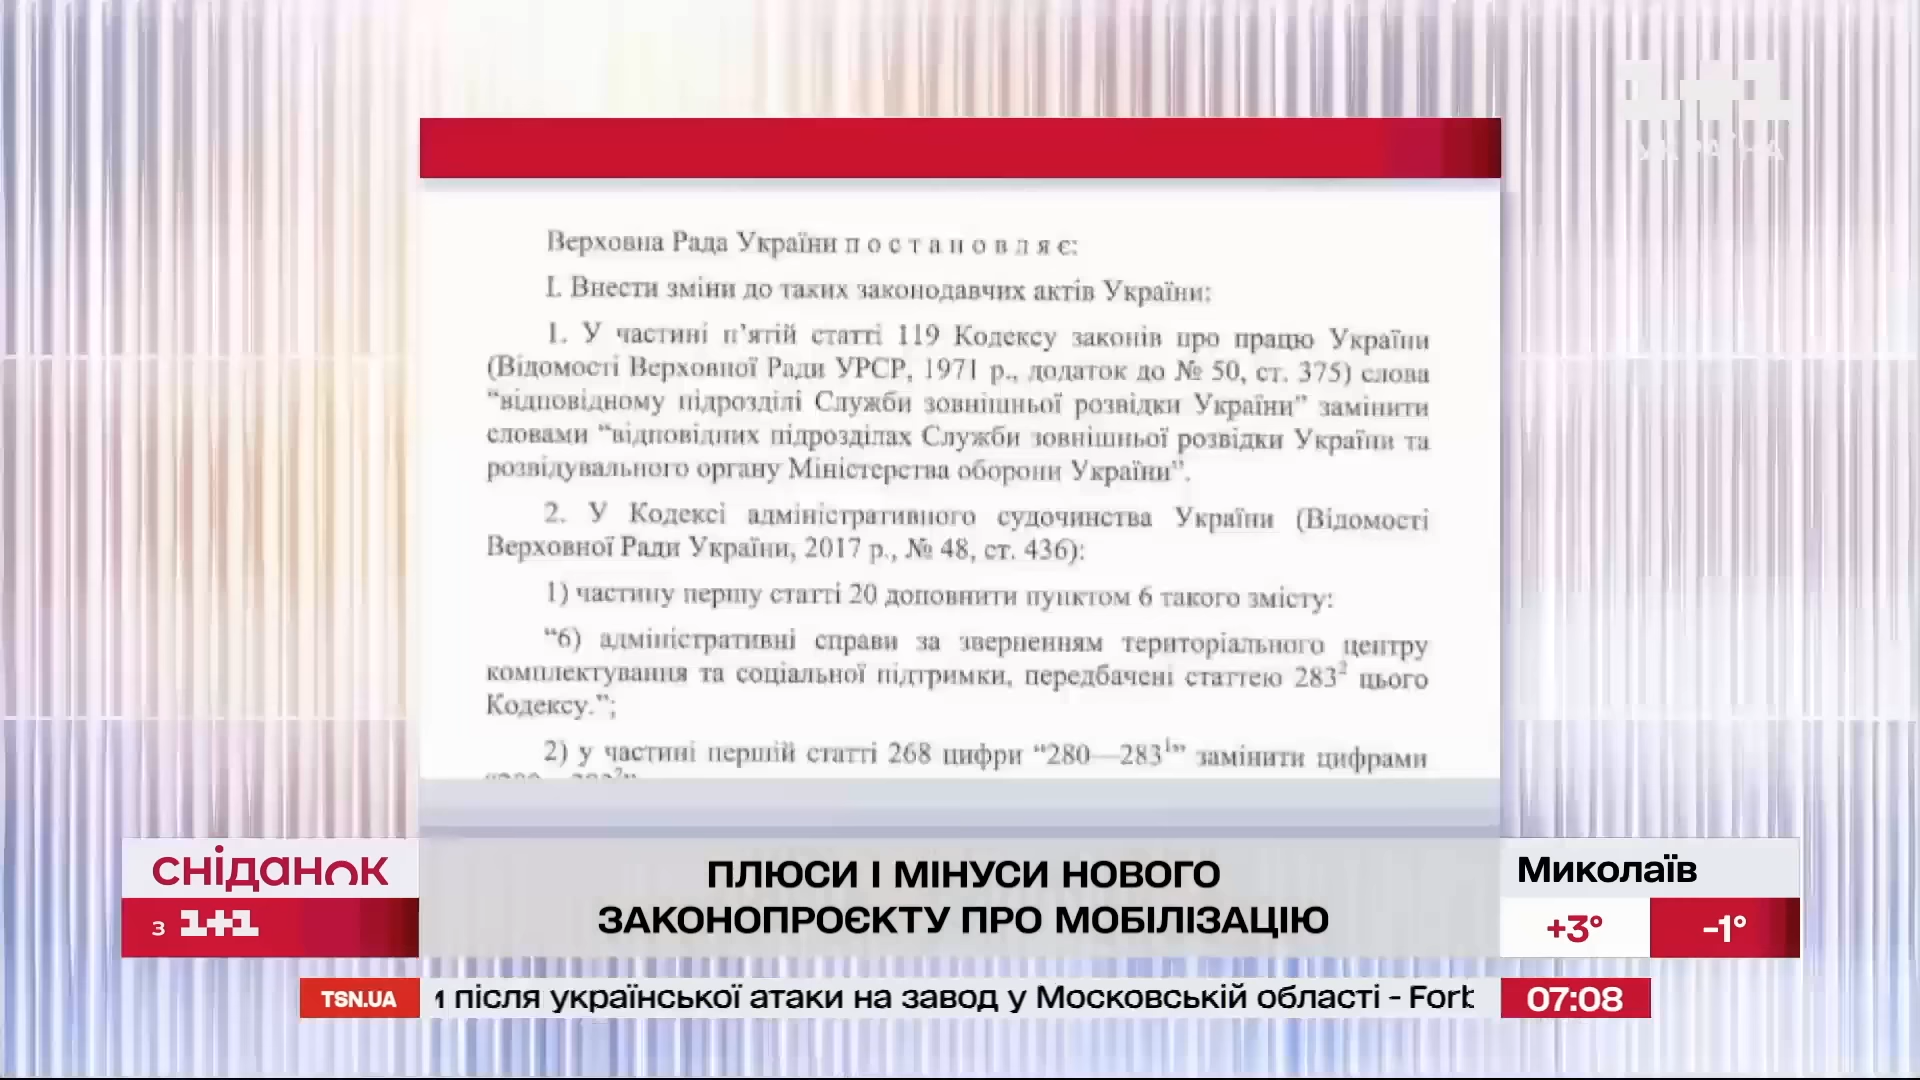 1+1
УКРАЇНА
Верховна Рада України п о с т а н о в л я є:
I. Внести зміни до таких законодавчих актів України:
1. У частині п’ятій статті 119 Кодексу законів про працю України
(Відомості Верховної Ради УРСР, 1971 р., додаток до № 50, ст. 375) слова
“відповідному підрозділі Служби зовнішньої розвідки України” замінити
словами “відповідних підрозділах Служби зовнішньої розвідки України та
розвідувального органу Міністерства оборони України”.
2. У Кодексі адміністративного судочинства України (Відомості
Верховної Ради України, 2017 р., № 48, ст. 436):
1) частину першу статті 20 доповнити пунктом 6 такого змісту:
“6) адміністративні справи за зверненням територіального центру
комплектування та соціальної підтримки, передбачені статтею 283² цього
Кодексу.”;
2) у частині першій статті 268 цифри “280—283¹” замінити цифрами
СНІДАНОК
З 1+1
ПЛЮСИ І МІНУСИ НОВОГО
ЗАКОНОПРОЄКТУ ПРО МОБІЛІЗАЦІЮ
Миколаїв
+3° -1°
TSN.UA після української атаки на завод у Московській області - Forb 07:08